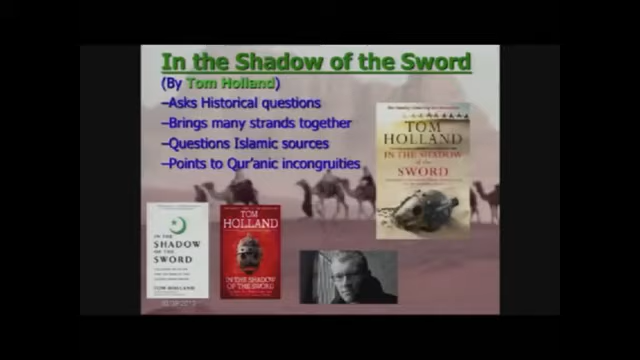 In the Shadow of the Sword
(By Tom Holland)
–Asks Historical questions
–Brings many strands together
–Questions Islamic sources
–Points to Qur'anic incongruities
TOM
HOLLAND
IN THE SHADOW
of the
SWORD
IN THE
SHADOW
OF THE
SWORD
TOM HOLLAND
TOM
HOLLAND
IN THE SHADOW
OF THE SWORD